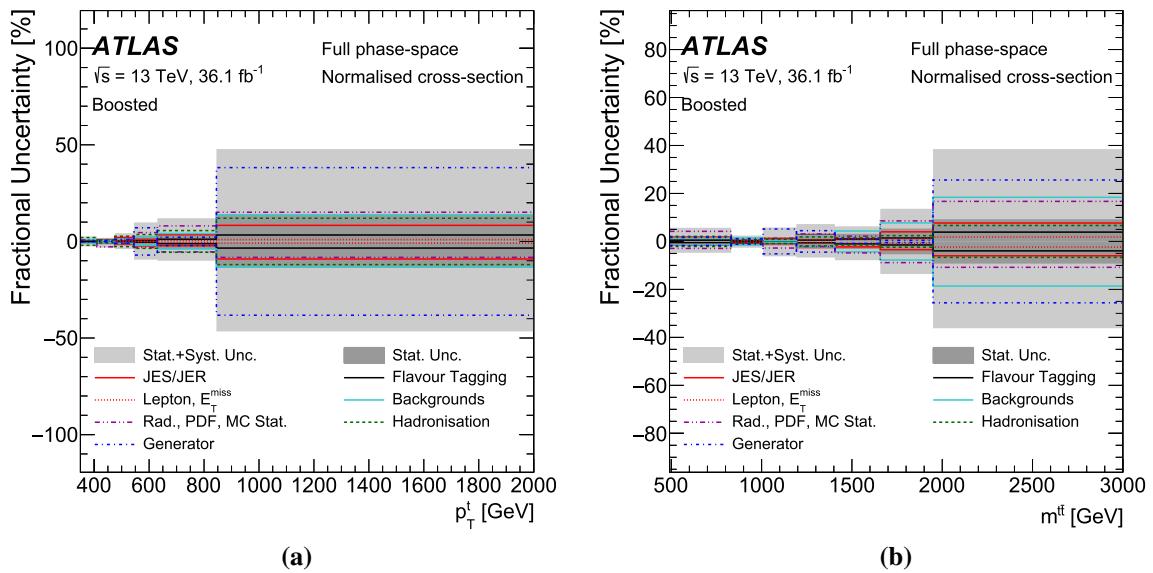 Fractional Uncertainty [%]
ATLAS
Full phase-space
√s = 13 TeV, 36.1 fb⁻¹
Normalised cross-section
Boosted
100
50
0
−50
−100
Stat.+Syst. Unc.
Stat. Unc.
JES/JER
Flavour Tagging
Lepton, E_T^miss
Backgrounds
Rad., PDF, MC Stat.
Hadronisation
Generator
400 600 800 1000 1200 1400 1600 1800 2000
p_T^t [GeV]
(a)
Fractional Uncertainty [%]
ATLAS
Full phase-space
√s = 13 TeV, 36.1 fb⁻¹
Normalised cross-section
Boosted
80
60
40
20
0
−20
−40
−60
−80
Stat.+Syst. Unc.
Stat. Unc.
JES/JER
Flavour Tagging
Lepton, E_T^miss
Backgrounds
Rad., PDF, MC Stat.
Hadronisation
Generator
500 1000 1500 2000 2500 3000
m^tt̄ [GeV]
(b)